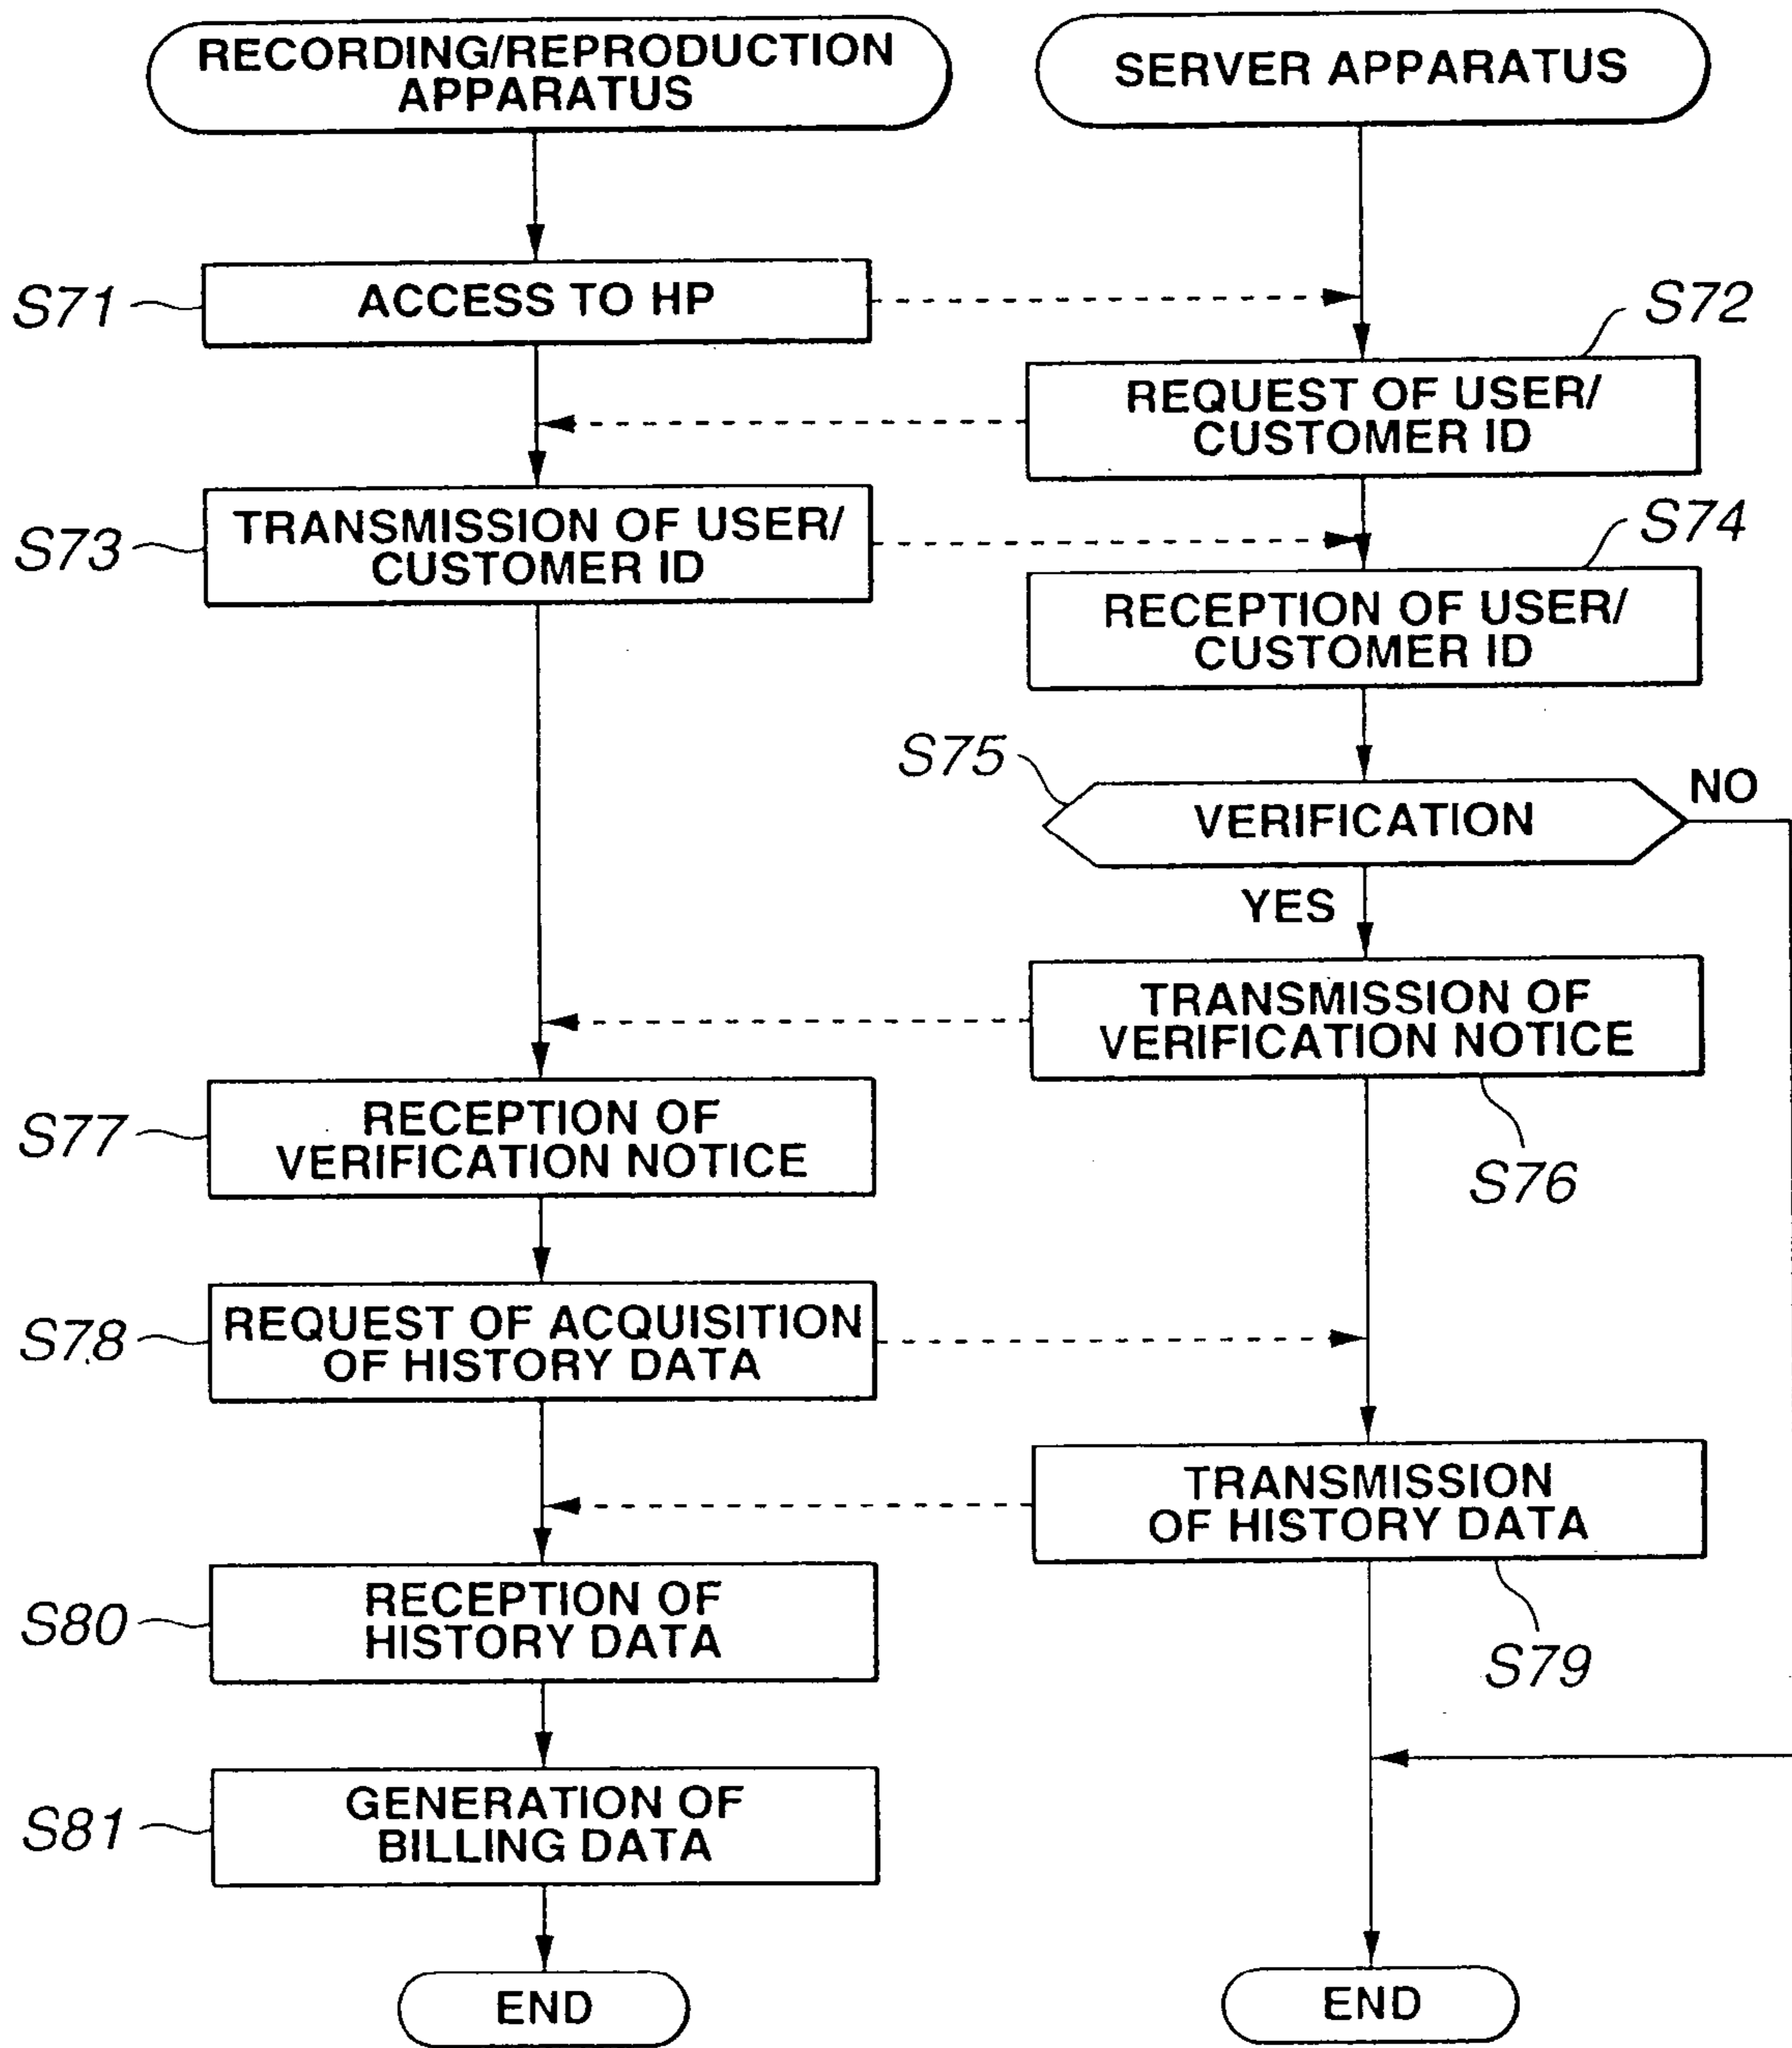 RECORDING/REPRODUCTION
APPARATUS
SERVER APPARATUS
S71
ACCESS TO HP
S72
REQUEST OF USER/
CUSTOMER ID
S73
TRANSMISSION OF USER/
CUSTOMER ID
S74
RECEPTION OF USER/
CUSTOMER ID
S75
VERIFICATION
NO
YES
TRANSMISSION OF
VERIFICATION NOTICE
S76
S77
RECEPTION OF
VERIFICATION NOTICE
S78
REQUEST OF ACQUISITION
OF HISTORY DATA
TRANSMISSION
OF HISTORY DATA
S79
S80
RECEPTION OF
HISTORY DATA
S81
GENERATION OF
BILLING DATA
END
END